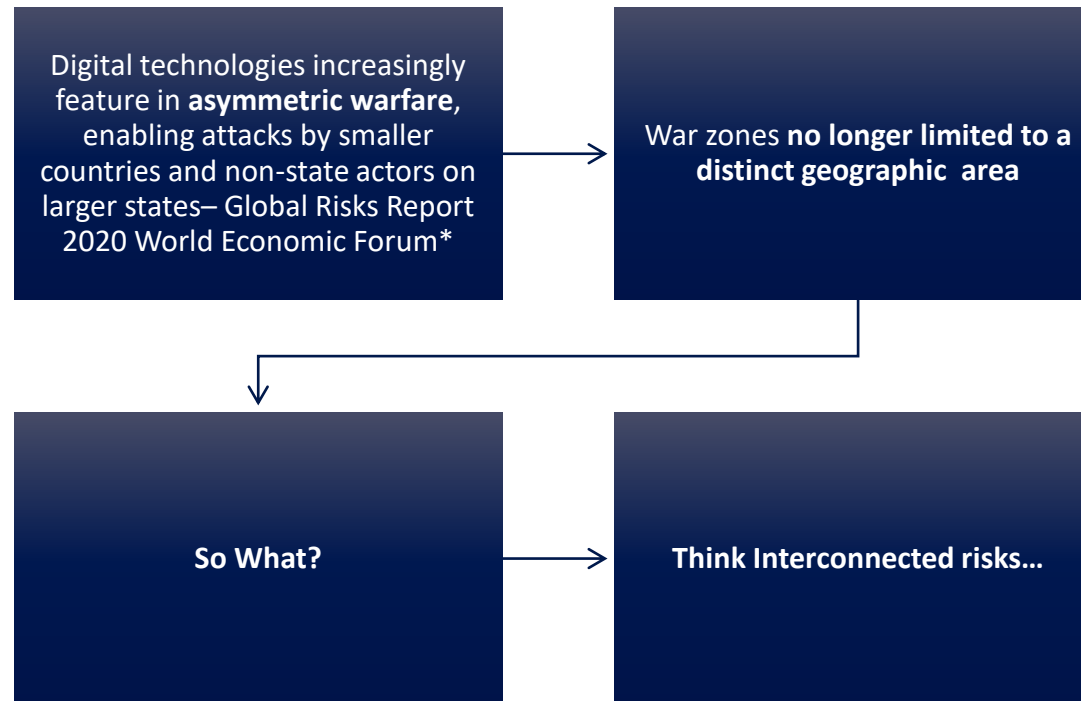 Digital technologies increasingly
feature in asymmetric warfare,
enabling attacks by smaller
countries and non-state actors on
larger states– Global Risks Report
2020 World Economic Forum*
War zones no longer limited to a
distinct geographic  area
So What?
Think Interconnected risks…